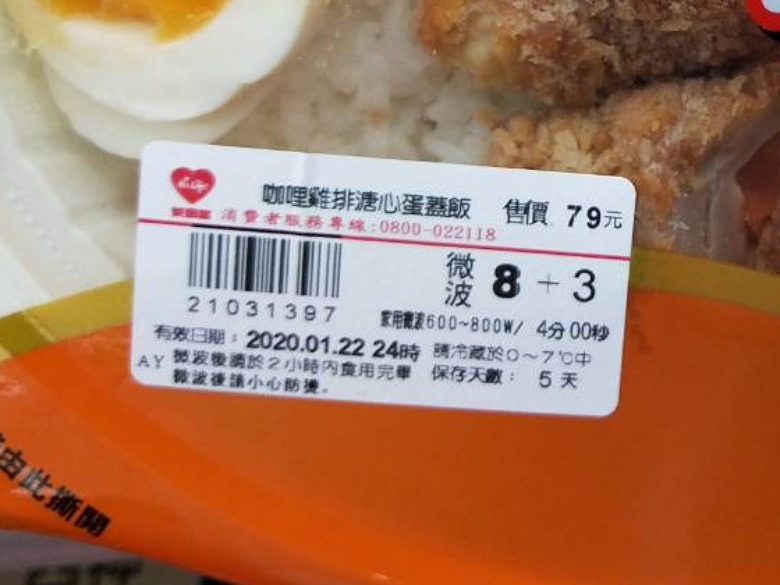 咖哩雞排溏心蛋蓋飯 售價 79元
萊爾富 消費者服務專線:0800-022118
微波 8 + 3
21031397
家用微波600~800W/ 4分00秒
有效日期：2020.01.22 24時 請冷藏於0~7℃中
AY 微波後請於2小時內食用完畢 保存天數： 5 天
微波後請小心防燙。
由此撕開